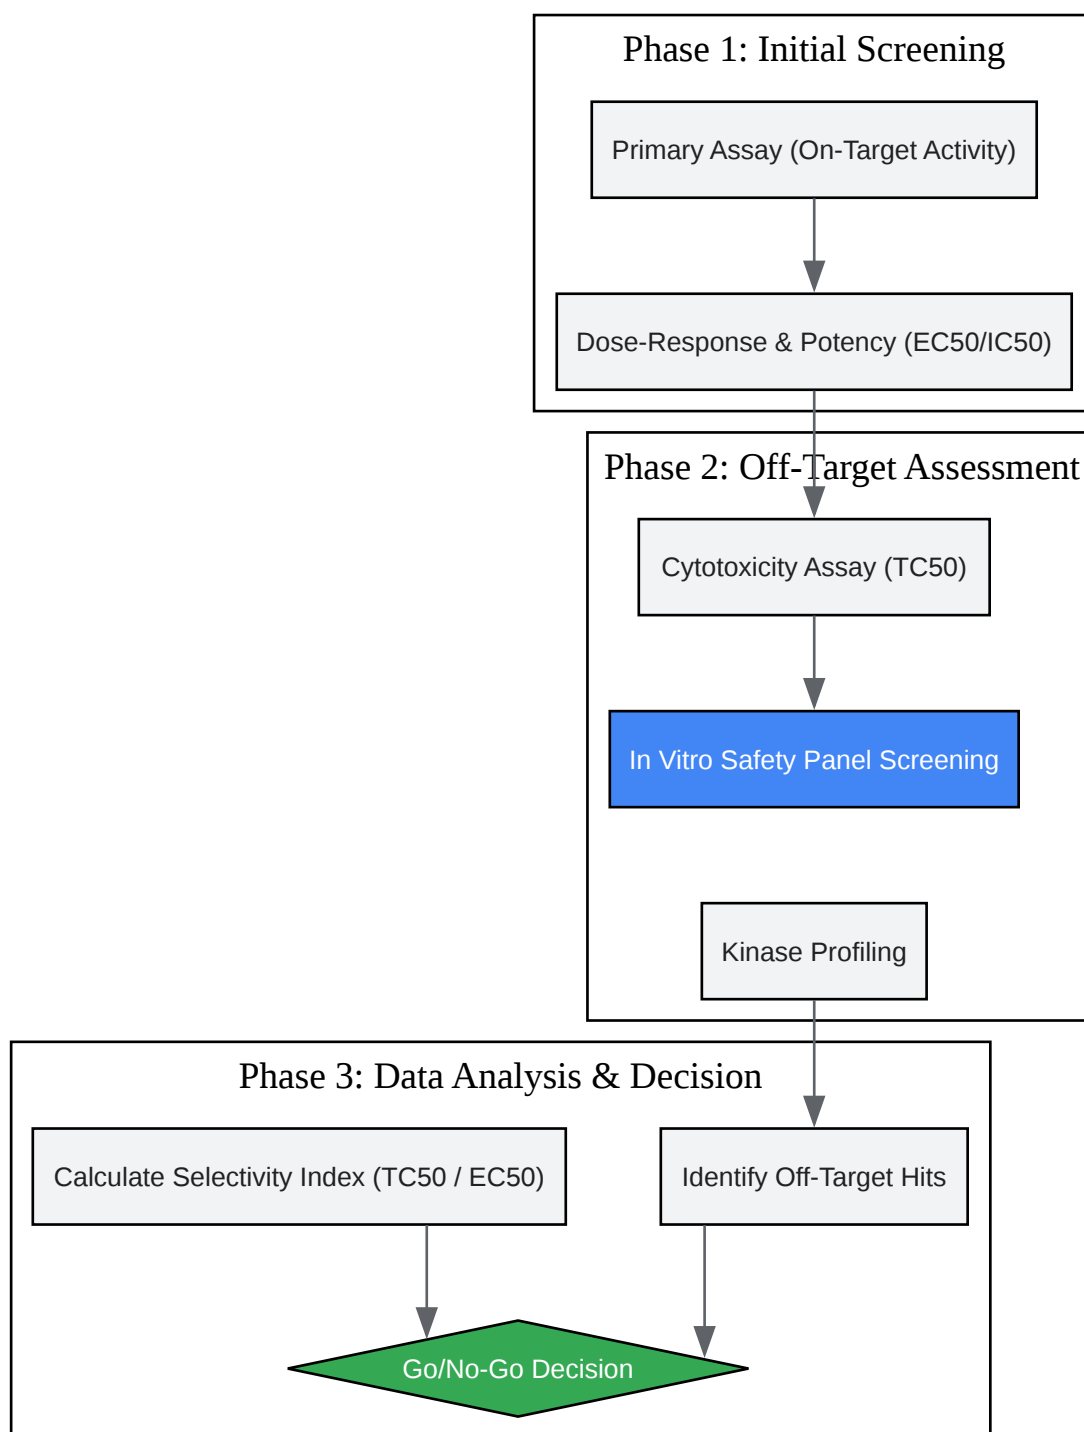 Phase 1: Initial Screening
Primary Assay (On-Target Activity)
Dose-Response & Potency (EC50/IC50)
Phase 2: Off-Target Assessment
Cytotoxicity Assay (TC50)
In Vitro Safety Panel Screening
Kinase Profiling
Phase 3: Data Analysis & Decision
Calculate Selectivity Index (TC50 / EC50)
Identify Off-Target Hits
Go/No-Go Decision